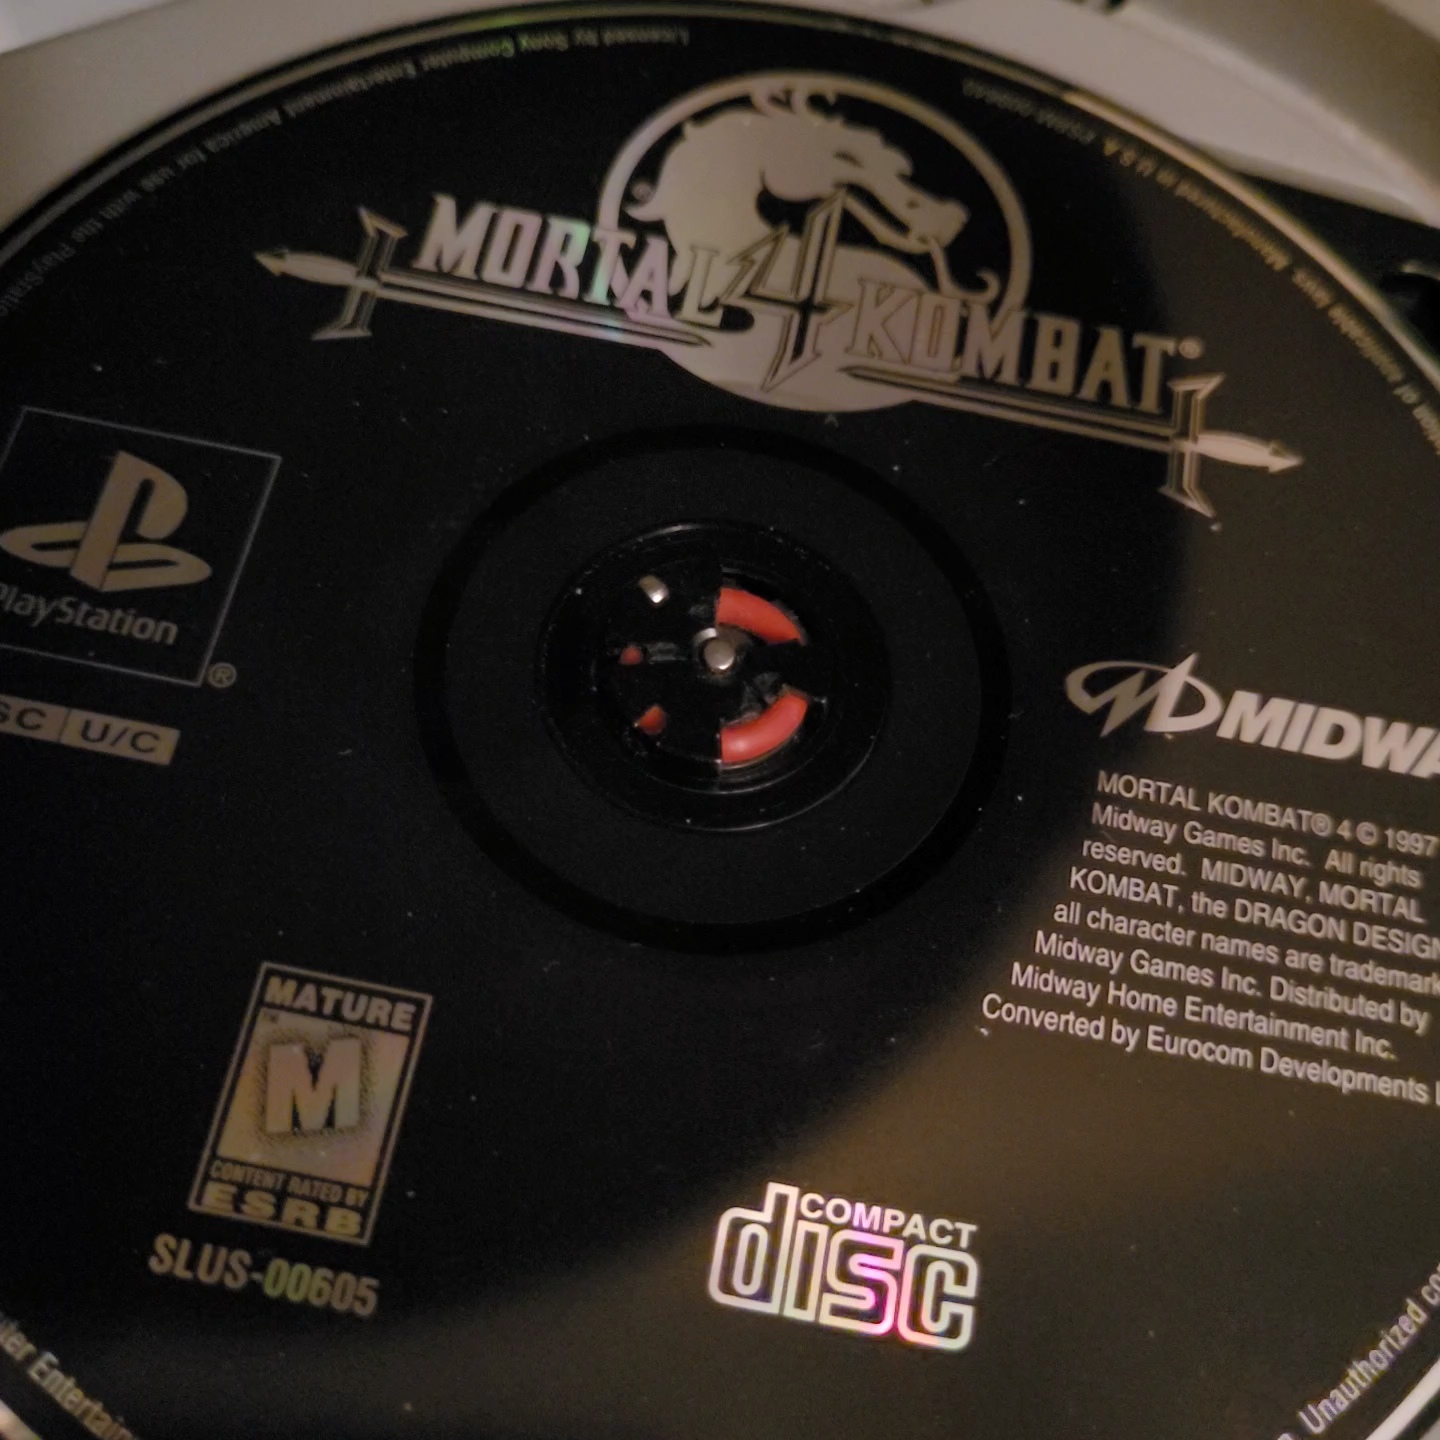 Licensed by Sony Computer Entertainment America for use with the PlayStation
Manufactured in U.S.A.
MORTAL 4 KOMBAT®
PlayStation
®
SC U/C
MIDWA
MORTAL KOMBAT® 4 © 1997
Midway Games Inc. All rights
reserved. MIDWAY, MORTAL
KOMBAT, the DRAGON DESIGN
all character names are trademark
Midway Games Inc. Distributed by
Midway Home Entertainment Inc.
Converted by Eurocom Developments
MATURE
M
CONTENT RATED BY
ESRB
SLUS-00605
COMPACT
disc
Unauthorized